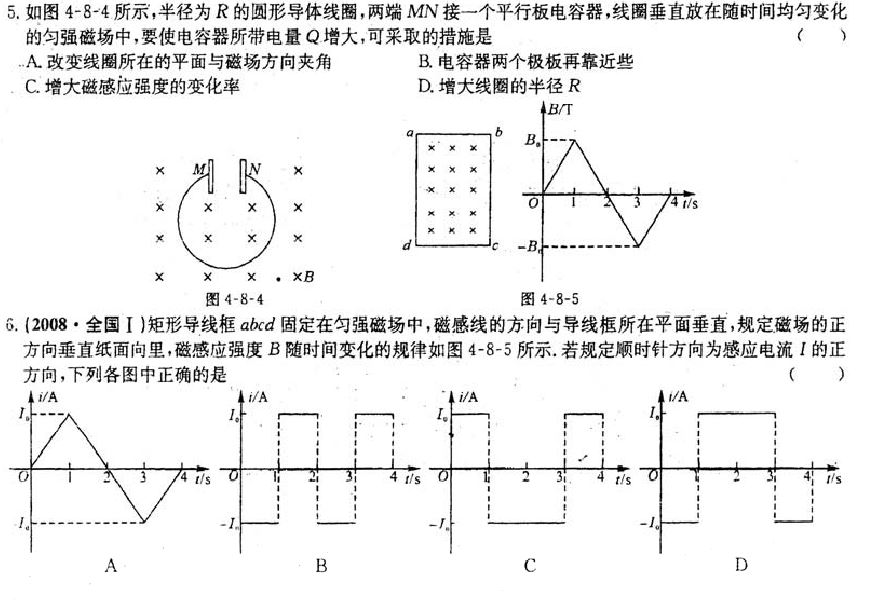 5. 如图 4-8-4 所示,半径为 R 的圆形导体线圈,两端 MN 接一个平行板电容器,线圈垂直放在随时间均匀变化
的匀强磁场中,要使电容器所带电量 Q 增大,可采取的措施是 ( )
A. 改变线圈所在的平面与磁场方向夹角 B. 电容器两个极板再靠近些
C. 增大磁感应强度的变化率 D. 增大线圈的半径 R
M N
×B
图 4-8-4
a b
d c
B/T
B₀
O 1 2 3 4 t/s
-B₀
图 4-8-5
6. (2008·全国Ⅰ)矩形导线框 abcd 固定在匀强磁场中,磁感线的方向与导线框所在平面垂直,规定磁场的正
方向垂直纸面向里,磁感应强度 B 随时间变化的规律如图 4-8-5 所示. 若规定顺时针方向为感应电流 I 的正
方向,下列各图中正确的是 ( )
i/A
I₀
O 1 2 3 4 t/s
-I₀
A
i/A
I₀
O 1 2 3 4 t/s
-I₀
B
i/A
I₀
O 1 2 3 4 t/s
-I₀
C
i/A
I₀
O 1 2 3 4 t/s
-I₀
D